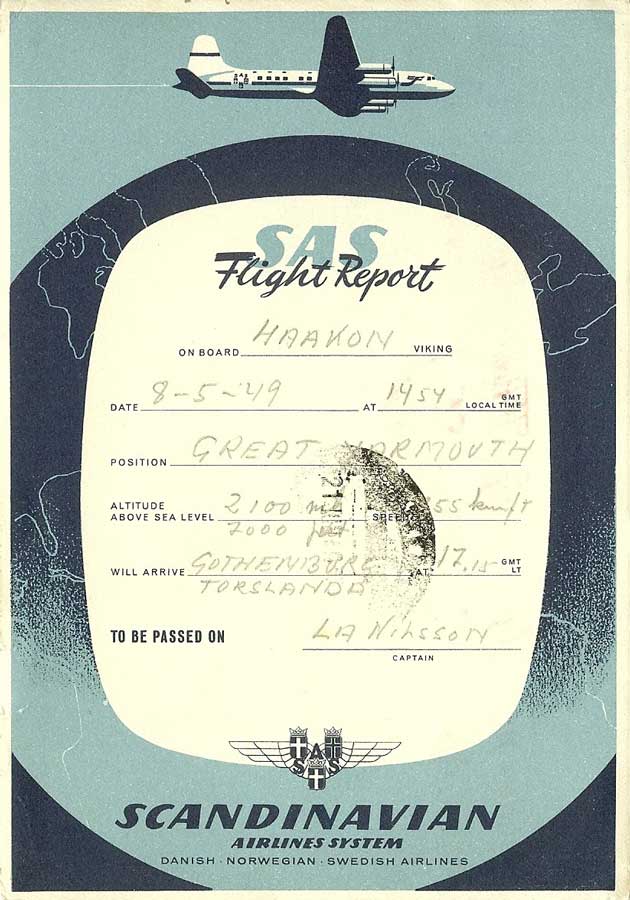 SAS
Flight Report
ON BOARD HAAKON VIKING
DATE 8-5-49 AT 1454 GMT LOCAL TIME
POSITION GREAT YARMOUTH
ALTITUDE ABOVE SEA LEVEL 2100 SPEED 55 km/t
7000 feet
WILL ARRIVE GOTHENBURG AT 17.15 GMT LT
TORSLANDA
TO BE PASSED ON LA Nilsson
CAPTAIN
SAS
SCANDINAVIAN
AIRLINES SYSTEM
DANISH · NORWEGIAN · SWEDISH AIRLINES